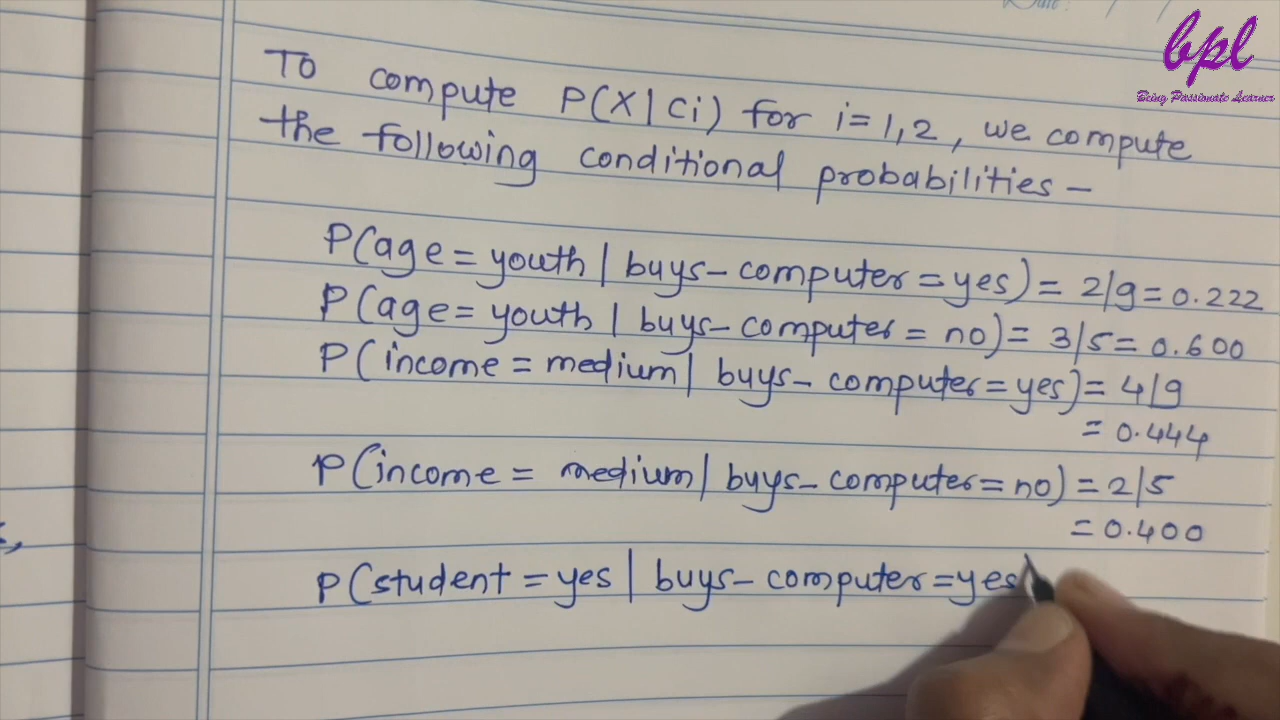 Date:
bpl
Being Passionate Learner
To compute P(X|Ci) for i=1,2, we compute
the following conditional probabilities -
P(age = youth | buys-computer = yes) = 2/9 = 0.222
P(age = youth | buys-computer = no) = 3/5 = 0.600
P(income = medium | buys-computer = yes) = 4/9
= 0.444
P(income = medium | buys-computer = no) = 2/5
= 0.400
P(student = yes | buys-computer = yes